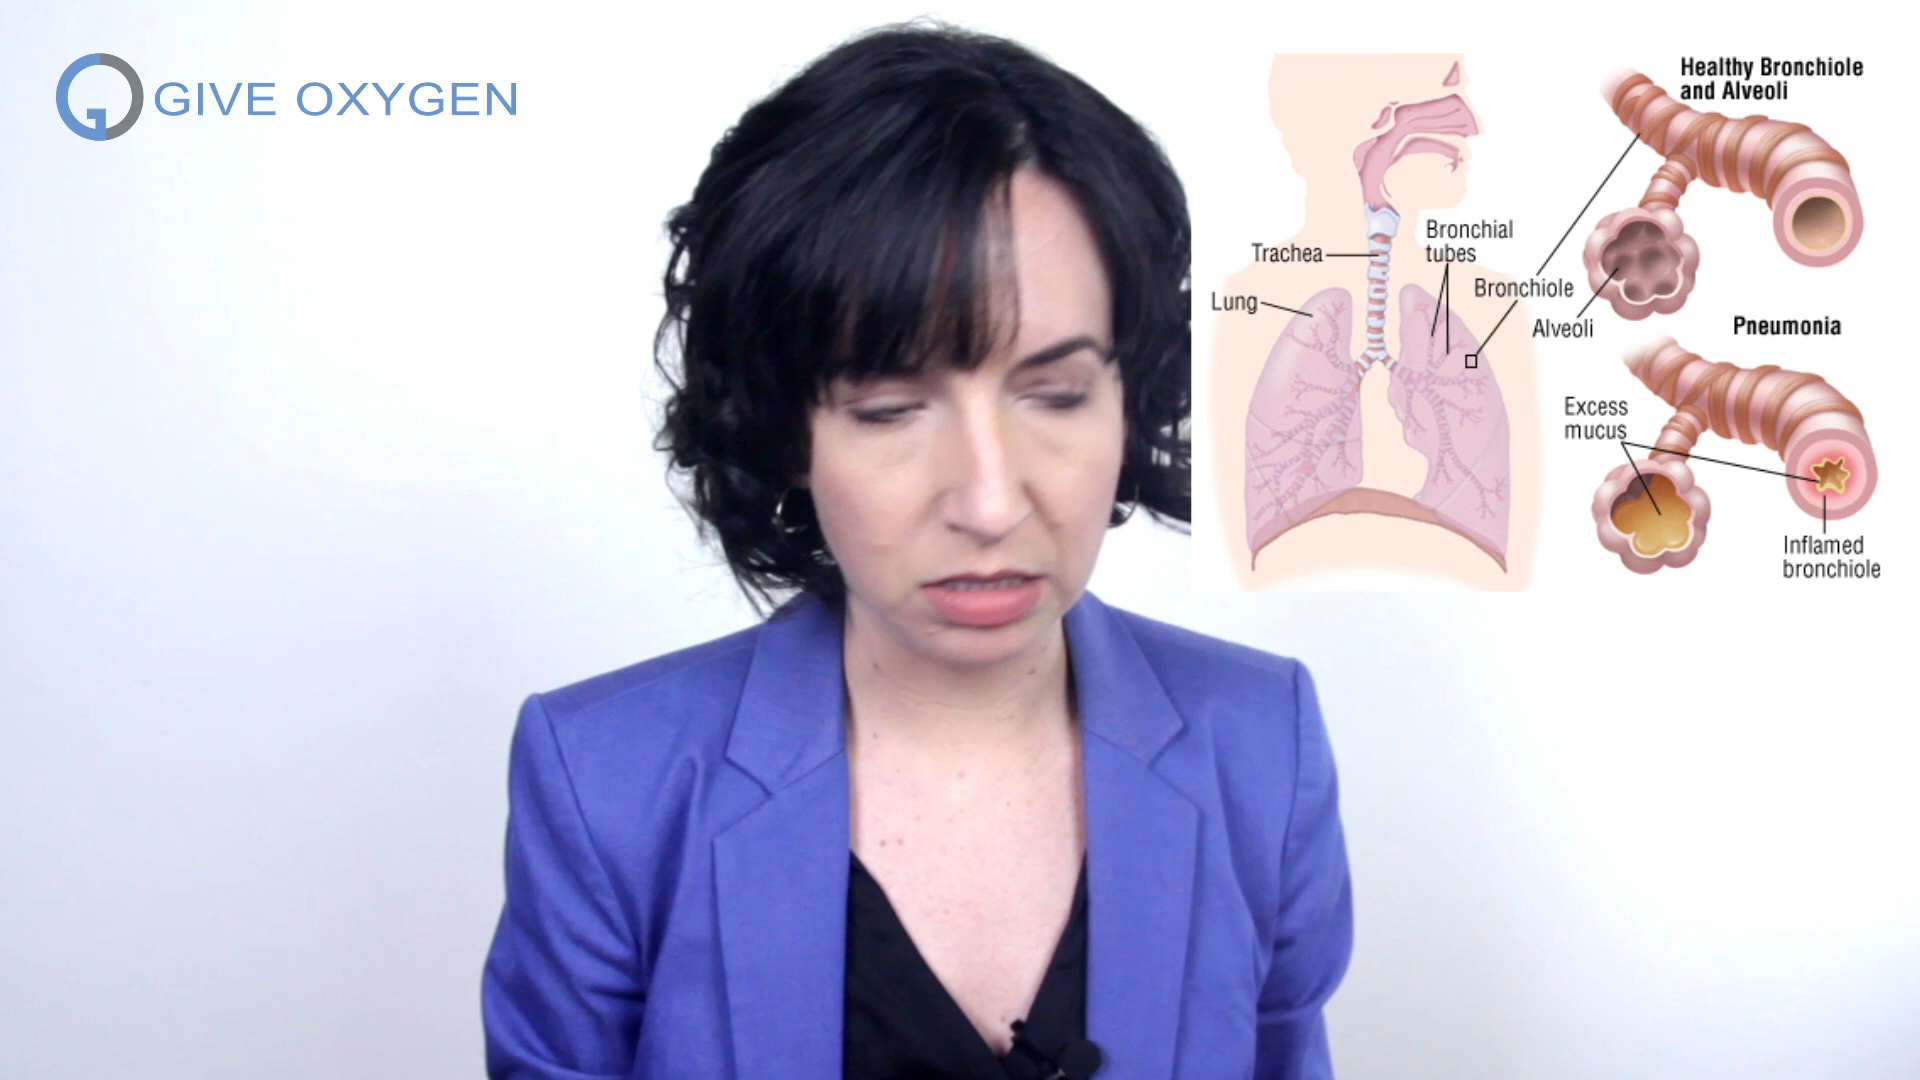 GIVE OXYGEN
Healthy Bronchiole
and Alveoli
Bronchial
tubes
Trachea
Bronchiole
Lung
Alveoli
Pneumonia
Excess
mucus
Inflamed
bronchiole